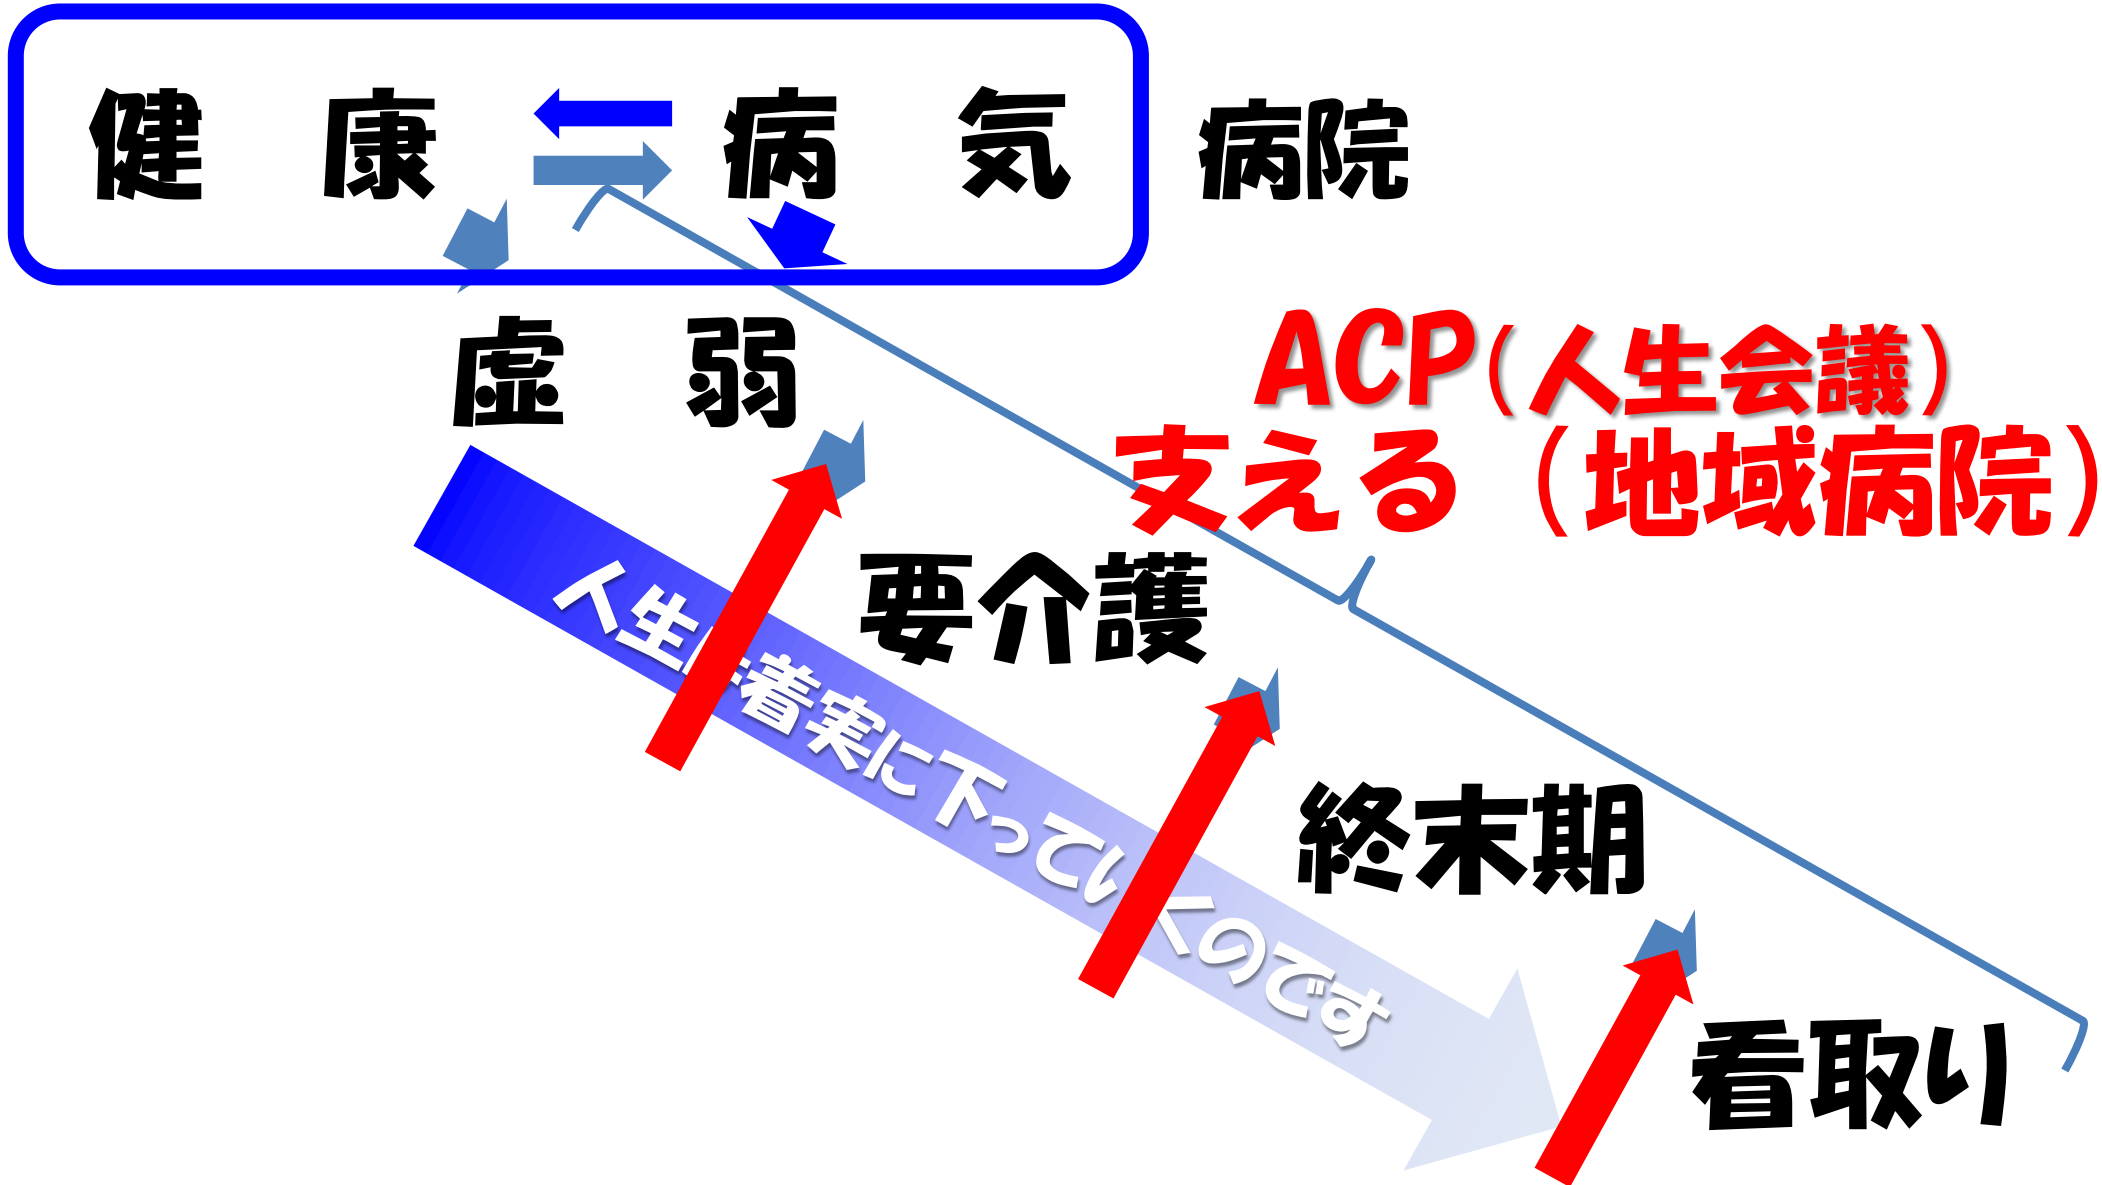 健　康　病　気　病院
虚　弱
ACP（人生会議）
支える（地域病院）
要介護
人生は着実に下っていくのです
終末期
看取り